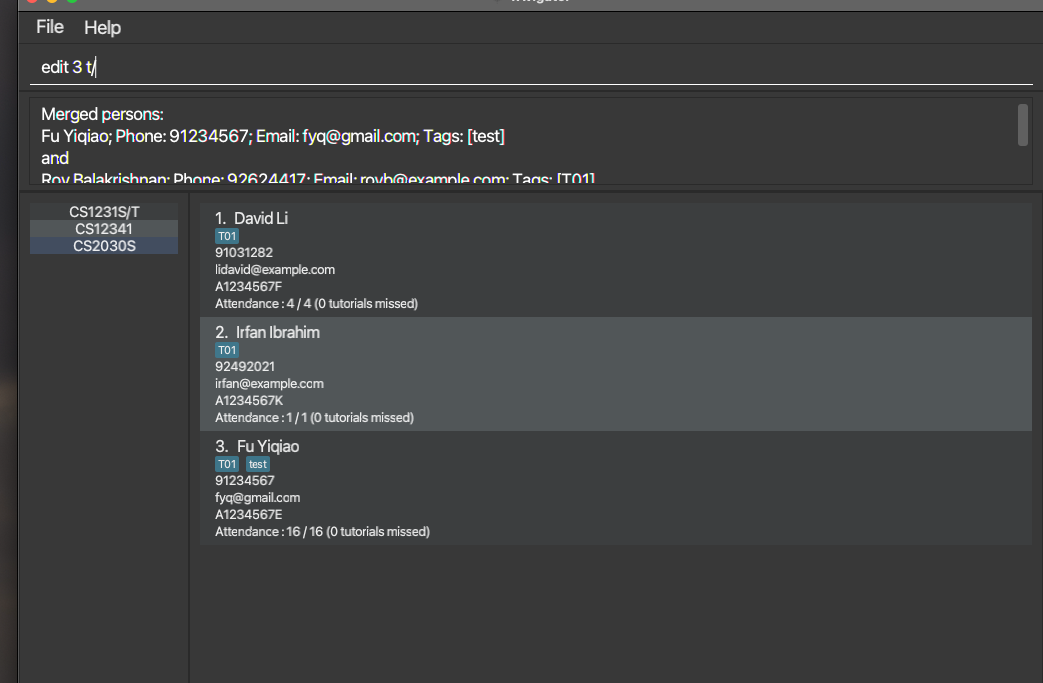 File Help
edit 3 t/
Merged persons:
Fu Yiqiao; Phone: 91234567; Email: fyq@gmail.com; Tags: [test]
and
Roy Balakrishnan; Phone: 92624417; Email: royb@example.com; Tags: [T01]
CS1231S/T
CS12341
CS2030S
1. David Li
T01
91031282
lidavid@example.com
A1234567F
Attendance : 4 / 4 (0 tutorials missed)
2. Irfan Ibrahim
T01
92492021
irfan@example.com
A1234567K
Attendance : 1 / 1 (0 tutorials missed)
3. Fu Yiqiao
T01 test
91234567
fyq@gmail.com
A1234567E
Attendance : 16 / 16 (0 tutorials missed)